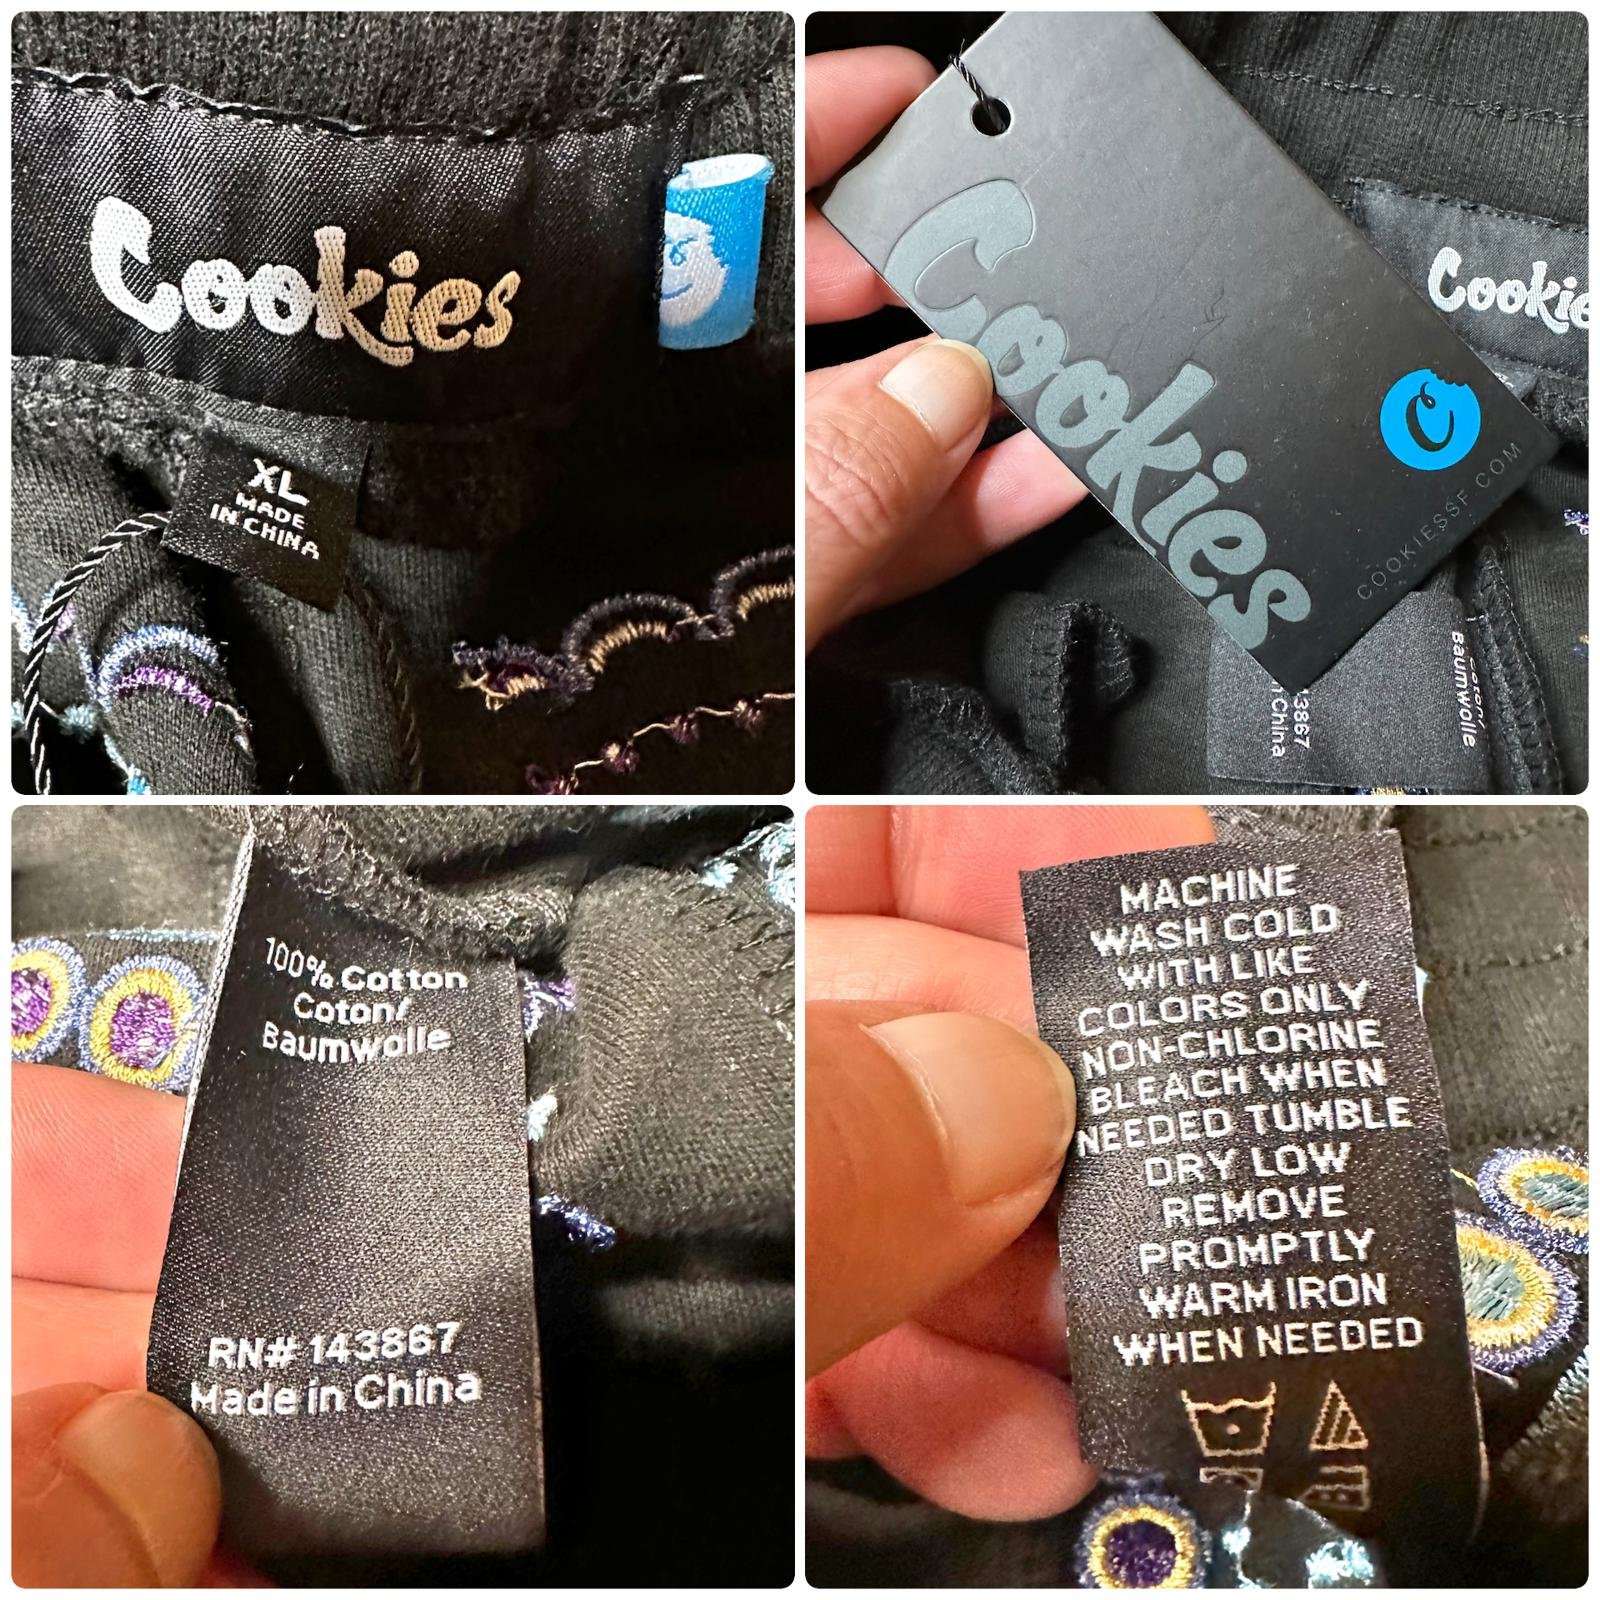 Cookies
XL
MADE
IN CHINA
Cookies
C
COOKIESSF.COM
Cookie
Baumwolle
13867
China
100% Cotton
Coton/
Baumwolle
RN# 143867
Made in China
MACHINE
WASH COLD
WITH LIKE
COLORS ONLY
NON-CHLORINE
BLEACH WHEN
NEEDED TUMBLE
DRY LOW
REMOVE
PROMPTLY
WARM IRON
WHEN NEEDED